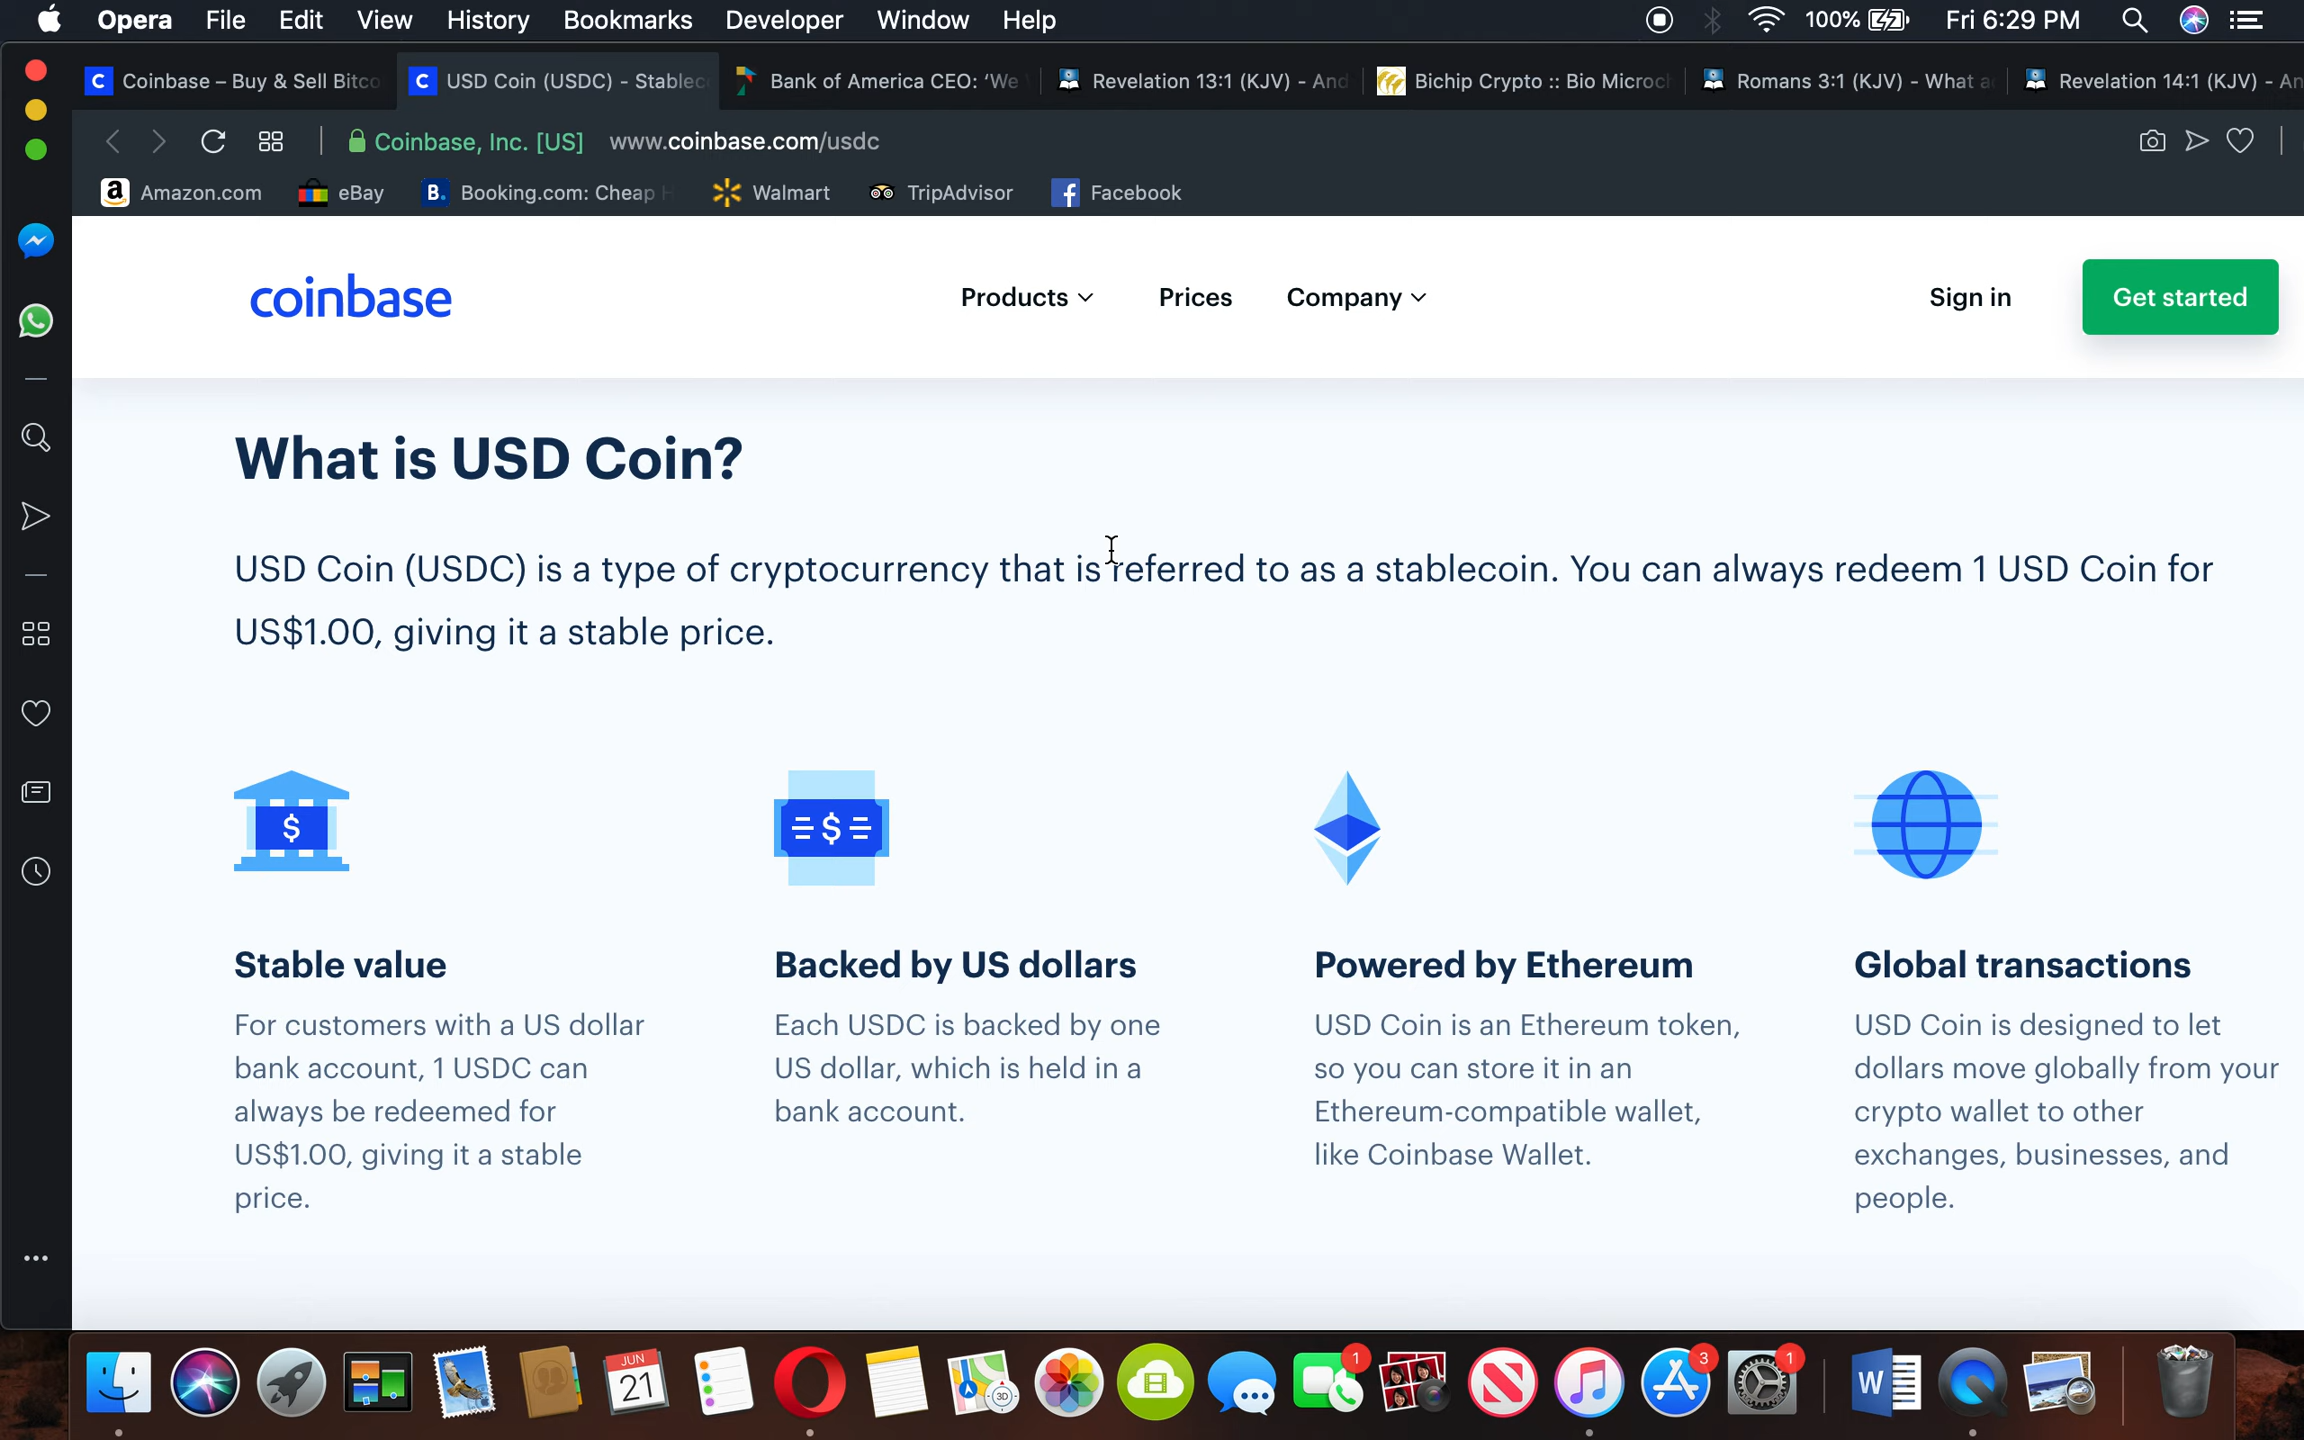 Opera File Edit View History Bookmarks Developer Window Help 100% Fri 6:29 PM
Coinbase – Buy & Sell Bitco USD Coin (USDC) - Stablec Bank of America CEO: ‘We Revelation 13:1 (KJV) - And Bichip Crypto :: Bio Microc Romans 3:1 (KJV) - What a Revelation 14:1 (KJV) - An
Coinbase, Inc. [US] www.coinbase.com/usdc
Amazon.com eBay B. Booking.com: Cheap H Walmart TripAdvisor Facebook
coinbase Products Prices Company Sign in Get started
What is USD Coin?
USD Coin (USDC) is a type of cryptocurrency that is referred to as a stablecoin. You can always redeem 1 USD Coin for
US$1.00, giving it a stable price.
Stable value
For customers with a US dollar
bank account, 1 USDC can
always be redeemed for
US$1.00, giving it a stable
price.
Backed by US dollars
Each USDC is backed by one
US dollar, which is held in a
bank account.
Powered by Ethereum
USD Coin is an Ethereum token,
so you can store it in an
Ethereum-compatible wallet,
like Coinbase Wallet.
Global transactions
USD Coin is designed to let
dollars move globally from your
crypto wallet to other
exchanges, businesses, and
people.
JUN
21
3D
1
3
1
W